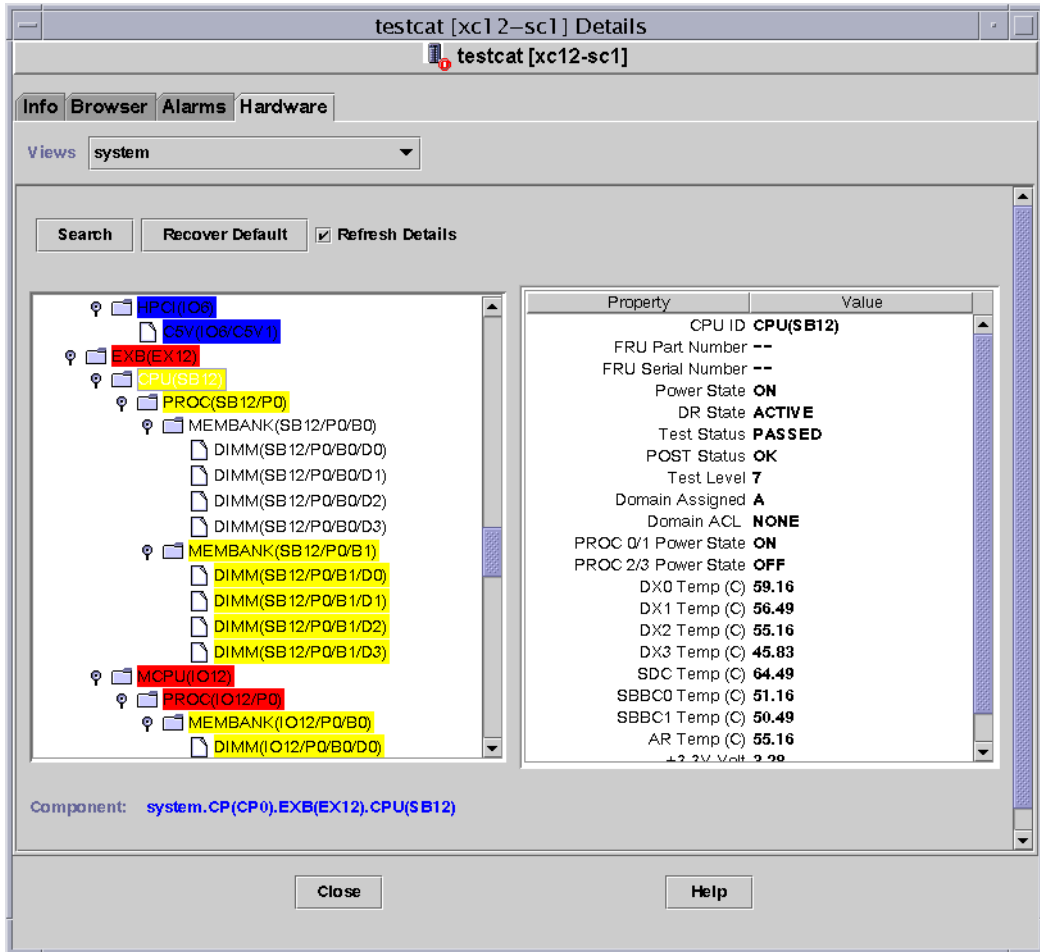 testcat [xc12-sc1] Details
testcat [xc12-sc1]
Info Browser Alarms Hardware
Views system
Search Recover Default Refresh Details
HPCI(IO6)
C5V(IO6/C5V1)
EXB(EX12)
CPU(SB12)
PROC(SB12/P0)
MEMBANK(SB12/P0/B0)
DIMM(SB12/P0/B0/D0)
DIMM(SB12/P0/B0/D1)
DIMM(SB12/P0/B0/D2)
DIMM(SB12/P0/B0/D3)
MEMBANK(SB12/P0/B1)
DIMM(SB12/P0/B1/D0)
DIMM(SB12/P0/B1/D1)
DIMM(SB12/P0/B1/D2)
DIMM(SB12/P0/B1/D3)
MCPU(IO12)
PROC(IO12/P0)
MEMBANK(IO12/P0/B0)
DIMM(IO12/P0/B0/D0)
Property Value
CPU ID CPU(SB12)
FRU Part Number --
FRU Serial Number --
Power State ON
DR State ACTIVE
Test Status PASSED
POST Status OK
Test Level 7
Domain Assigned A
Domain ACL NONE
PROC 0/1 Power State ON
PROC 2/3 Power State OFF
DX0 Temp (C) 59.16
DX1 Temp (C) 56.49
DX2 Temp (C) 55.16
DX3 Temp (C) 45.83
SDC Temp (C) 64.49
SBBC0 Temp (C) 51.16
SBBC1 Temp (C) 50.49
AR Temp (C) 55.16
+3.3V Volt 3.28
Component: system.CP(CP0).EXB(EX12).CPU(SB12)
Close Help